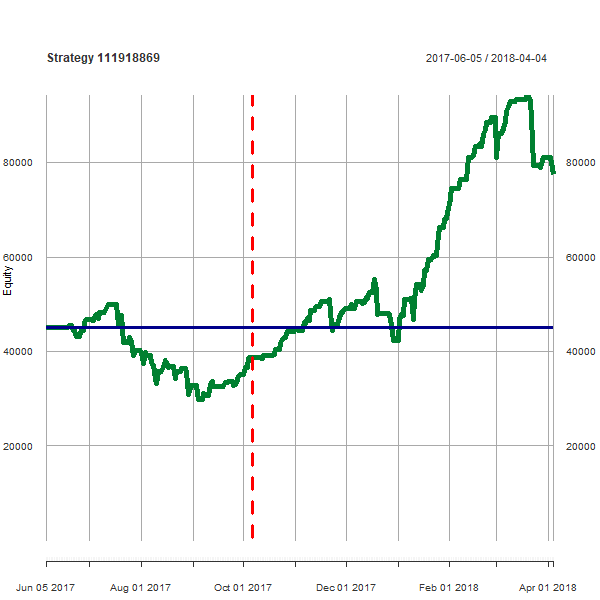 Strategy 111918869
2017-06-05 / 2018-04-04
80000
80000
60000
60000
Equity
40000
40000
20000
20000
Jun 05 2017
Aug 01 2017
Oct 01 2017
Dec 01 2017
Feb 01 2018
Apr 01 2018